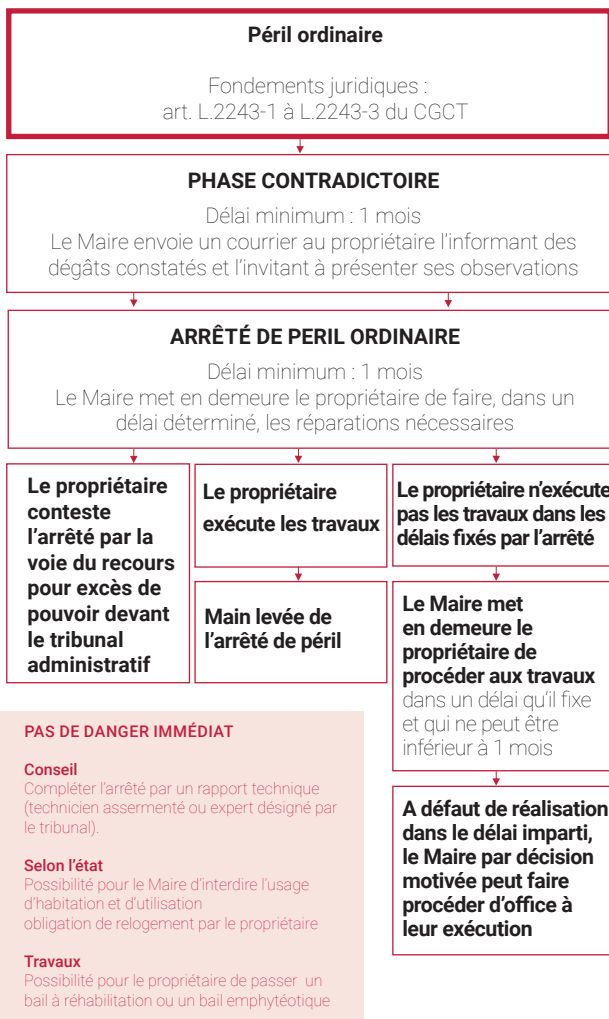 Péril ordinaire
Fondements juridiques :
art. L.2243-1 à L.2243-3 du CGCT
PHASE CONTRADICTOIRE
Délai minimum : 1 mois
Le Maire envoie un courrier au propriétaire l'informant des
dégâts constatés et l'invitant à présenter ses observations
ARRÊTÉ DE PERIL ORDINAIRE
Délai minimum : 1 mois
Le Maire met en demeure le propriétaire de faire, dans un
délai déterminé, les réparations nécessaires
Le propriétaire
conteste
l'arrêté par la
voie du recours
pour excès de
pouvoir devant
le tribunal
administratif
Le propriétaire
exécute les travaux
Main levée de
l'arrêté de péril
Le propriétaire n'exécute
pas les travaux dans les
délais fixés par l'arrêté
Le Maire met
en demeure le
propriétaire de
procéder aux travaux
dans un délai qu'il fixe
et qui ne peut être
inférieur à 1 mois
A défaut de réalisation
dans le délai imparti,
le Maire par décision
motivée peut faire
procéder d'office à
leur exécution
PAS DE DANGER IMMÉDIAT
Conseil
Compléter l'arrêté par un rapport technique
(technicien assermenté ou expert désigné par
le tribunal).
Selon l'état
Possibilité pour le Maire d'interdire l'usage
d'habitation et d'utilisation
obligation de relogement par le propriétaire
Travaux
Possibilité pour le propriétaire de passer un
bail à réhabilitation ou un bail emphytéotique